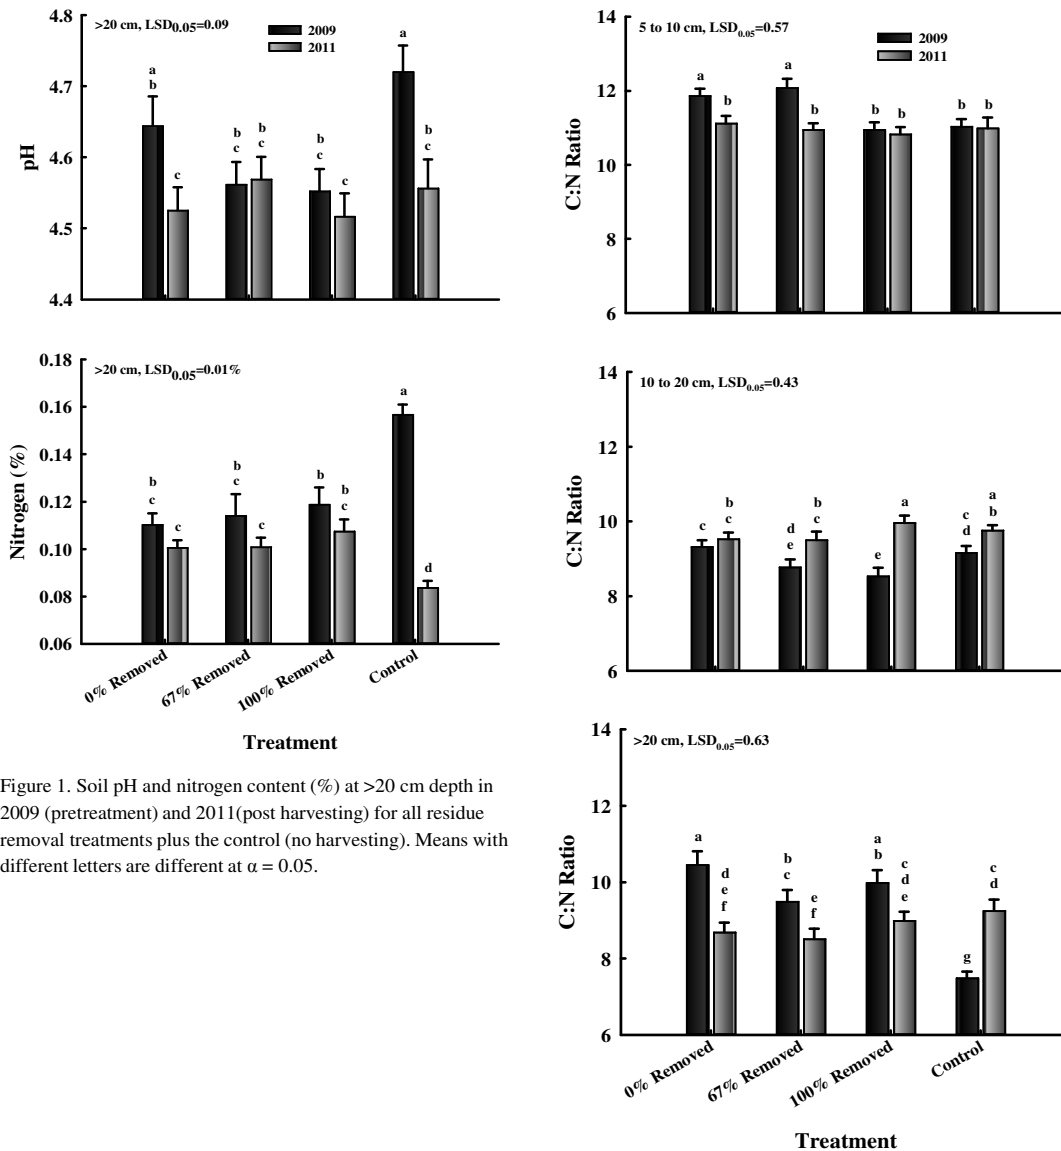 >20 cm, LSD0.05=0.09
2009
2011
4.8
4.7
4.6
4.5
4.4
pH
a
b
c
b
c
b
c
b
c
c
a
b
c
>20 cm, LSD0.05=0.01%
0.18
0.16
0.14
0.12
0.10
0.08
0.06
Nitrogen (%)
b
c
c
b
c
c
b
b
c
a
d
0% Removed
67% Removed
100% Removed
Control
Treatment
Figure 1. Soil pH and nitrogen content (%) at >20 cm depth in
2009 (pretreatment) and 2011(post harvesting) for all residue
removal treatments plus the control (no harvesting). Means with
different letters are different at α = 0.05.
5 to 10 cm, LSD0.05=0.57
2009
2011
14
12
10
8
6
C:N Ratio
a
b
a
b
b
b
b
b
10 to 20 cm, LSD0.05=0.43
14
12
10
8
6
C:N Ratio
c
b
c
d
e
b
c
e
a
c
d
a
b
>20 cm, LSD0.05=0.63
14
12
10
8
6
C:N Ratio
a
d
e
f
b
c
e
f
a
b
c
d
e
g
c
d
0% Removed
67% Removed
100% Removed
Control
Treatment